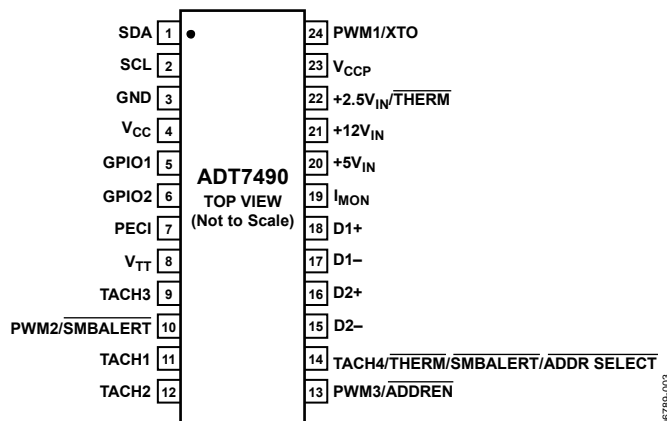 SDA 1
SCL 2
GND 3
VCC 4
GPIO1 5
GPIO2 6
PECI 7
VTT 8
TACH3 9
PWM2/SMBALERT 10
TACH1 11
TACH2 12
ADT7490
TOP VIEW
(Not to Scale)
24 PWM1/XTO
23 VCCP
22 +2.5VIN/THERM
21 +12VIN
20 +5VIN
19 IMON
18 D1+
17 D1–
16 D2+
15 D2–
14 TACH4/THERM/SMBALERT/ADDR SELECT
13 PWM3/ADDREN